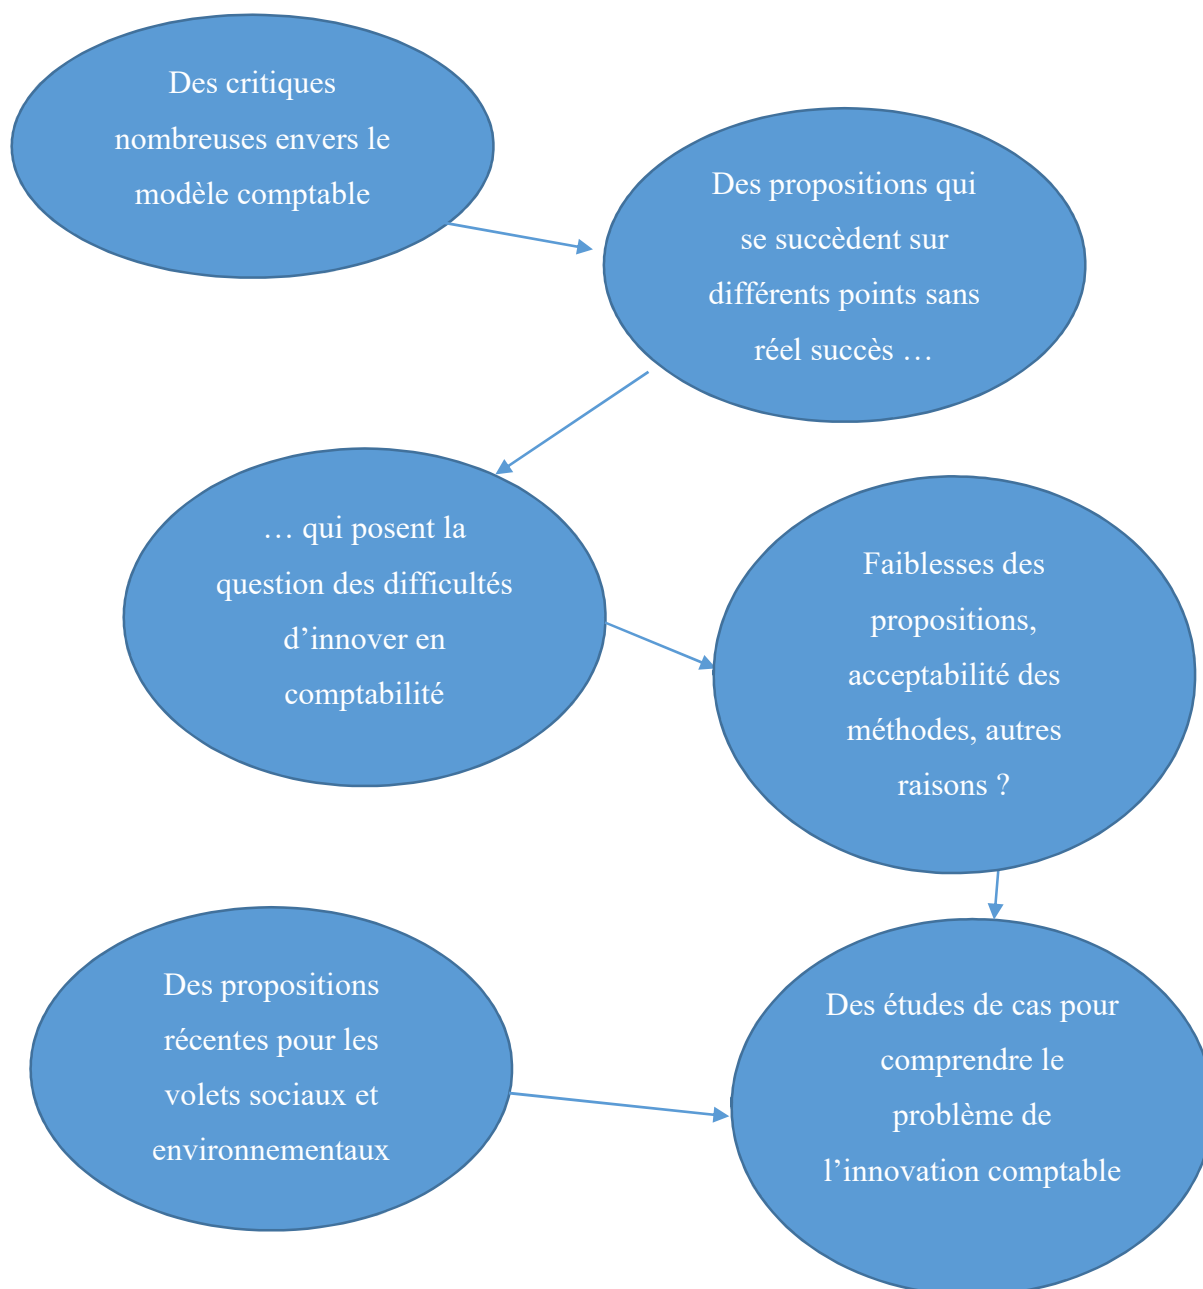 Des critiques
nombreuses envers le
modèle comptable
Des propositions qui
se succèdent sur
différents points sans
réel succès …
… qui posent la
question des difficultés
d’innover en
comptabilité
Faiblesses des
propositions,
acceptabilité des
méthodes, autres
raisons ?
Des propositions
récentes pour les
volets sociaux et
environnementaux
Des études de cas pour
comprendre le
problème de
l’innovation comptable